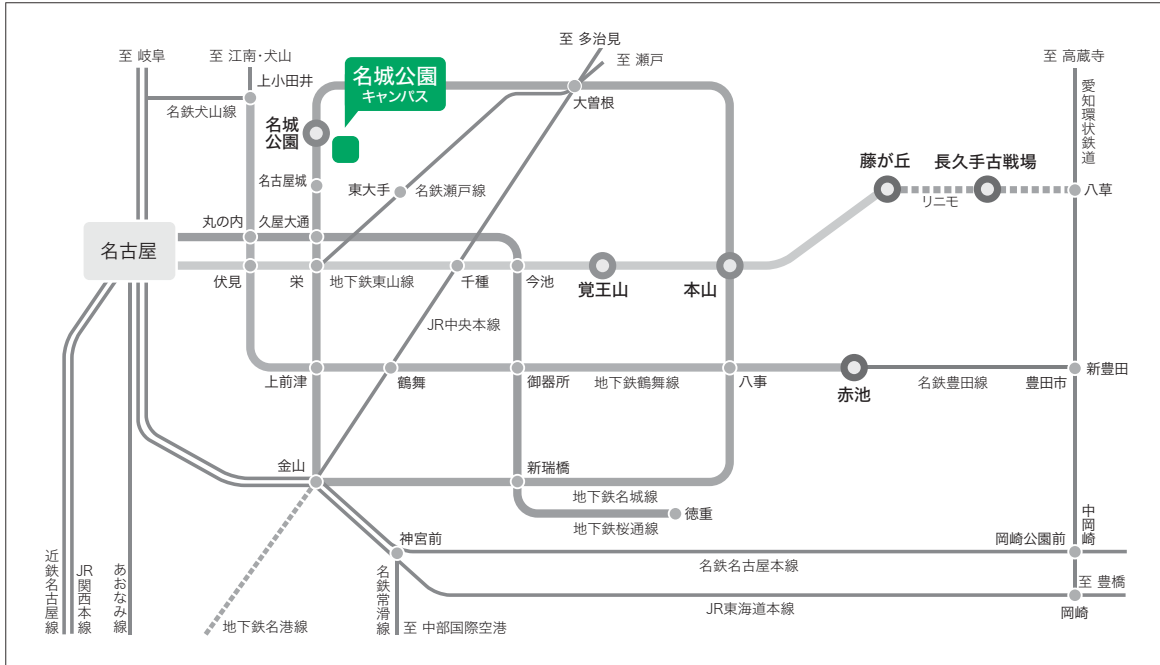 至 多治見
至 岐阜
至 江南・犬山
至 瀬戸
至 高蔵寺
上小田井
名城公園
キャンパス
愛知環状鉄道
名鉄犬山線
大曽根
名城
公園
藤が丘
長久手古戦場
名古屋城
東大手
名鉄瀬戸線
リニモ
八草
丸の内
久屋大通
名古屋
伏見
栄
地下鉄東山線
千種
今池
覚王山
本山
JR中央本線
上前津
鶴舞
御器所
地下鉄鶴舞線
八事
赤池
名鉄豊田線
豊田市
新豊田
金山
新瑞橋
地下鉄名城線
徳重
地下鉄桜通線
中岡崎
神宮前
岡崎公園前
近鉄名古屋線
JR関西本線
あおなみ線
名鉄名古屋本線
名鉄常滑線
至 豊橋
JR東海道本線
岡崎
地下鉄名港線
至 中部国際空港